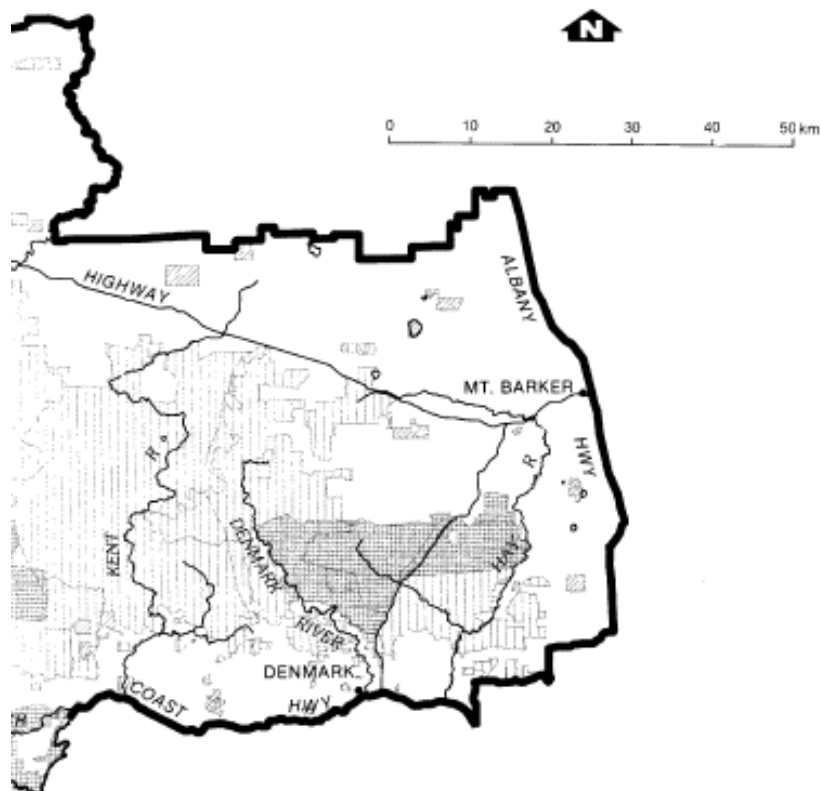 N
0 10 20 30 40 50 km
HIGHWAY
ALBANY
MT. BARKER
HWY
R
R
KENT
DENMARK
HAY
RIVER
DENMARK
COAST
HWY
H